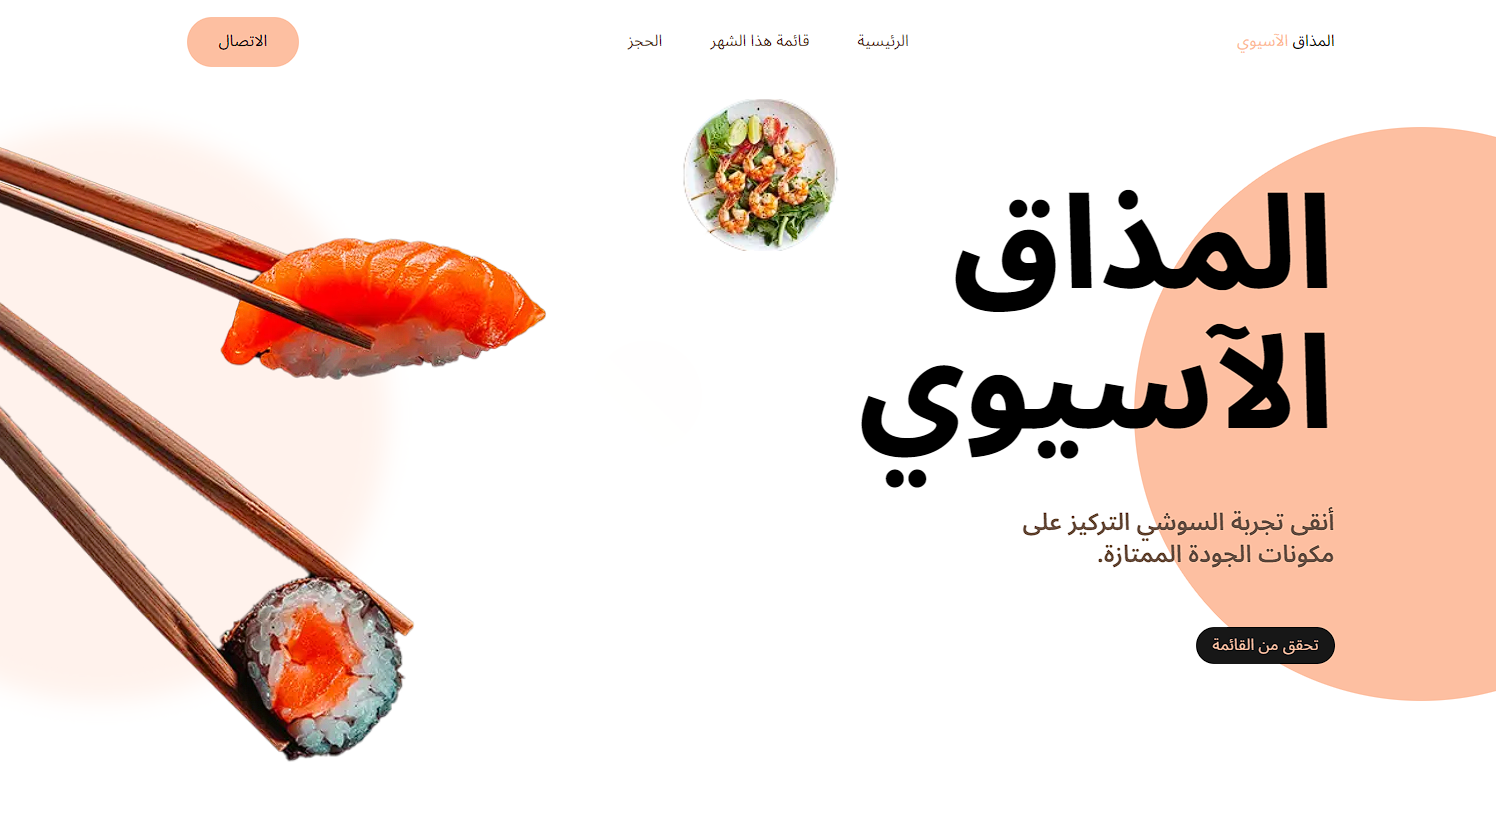 المذاق الآسيوي
الرئيسية
قائمة هذا الشهر
الحجز
الاتصال
المذاق
الآسيوي
أنقى تجربة السوشي التركيز على
مكونات الجودة الممتازة.
تحقق من القائمة